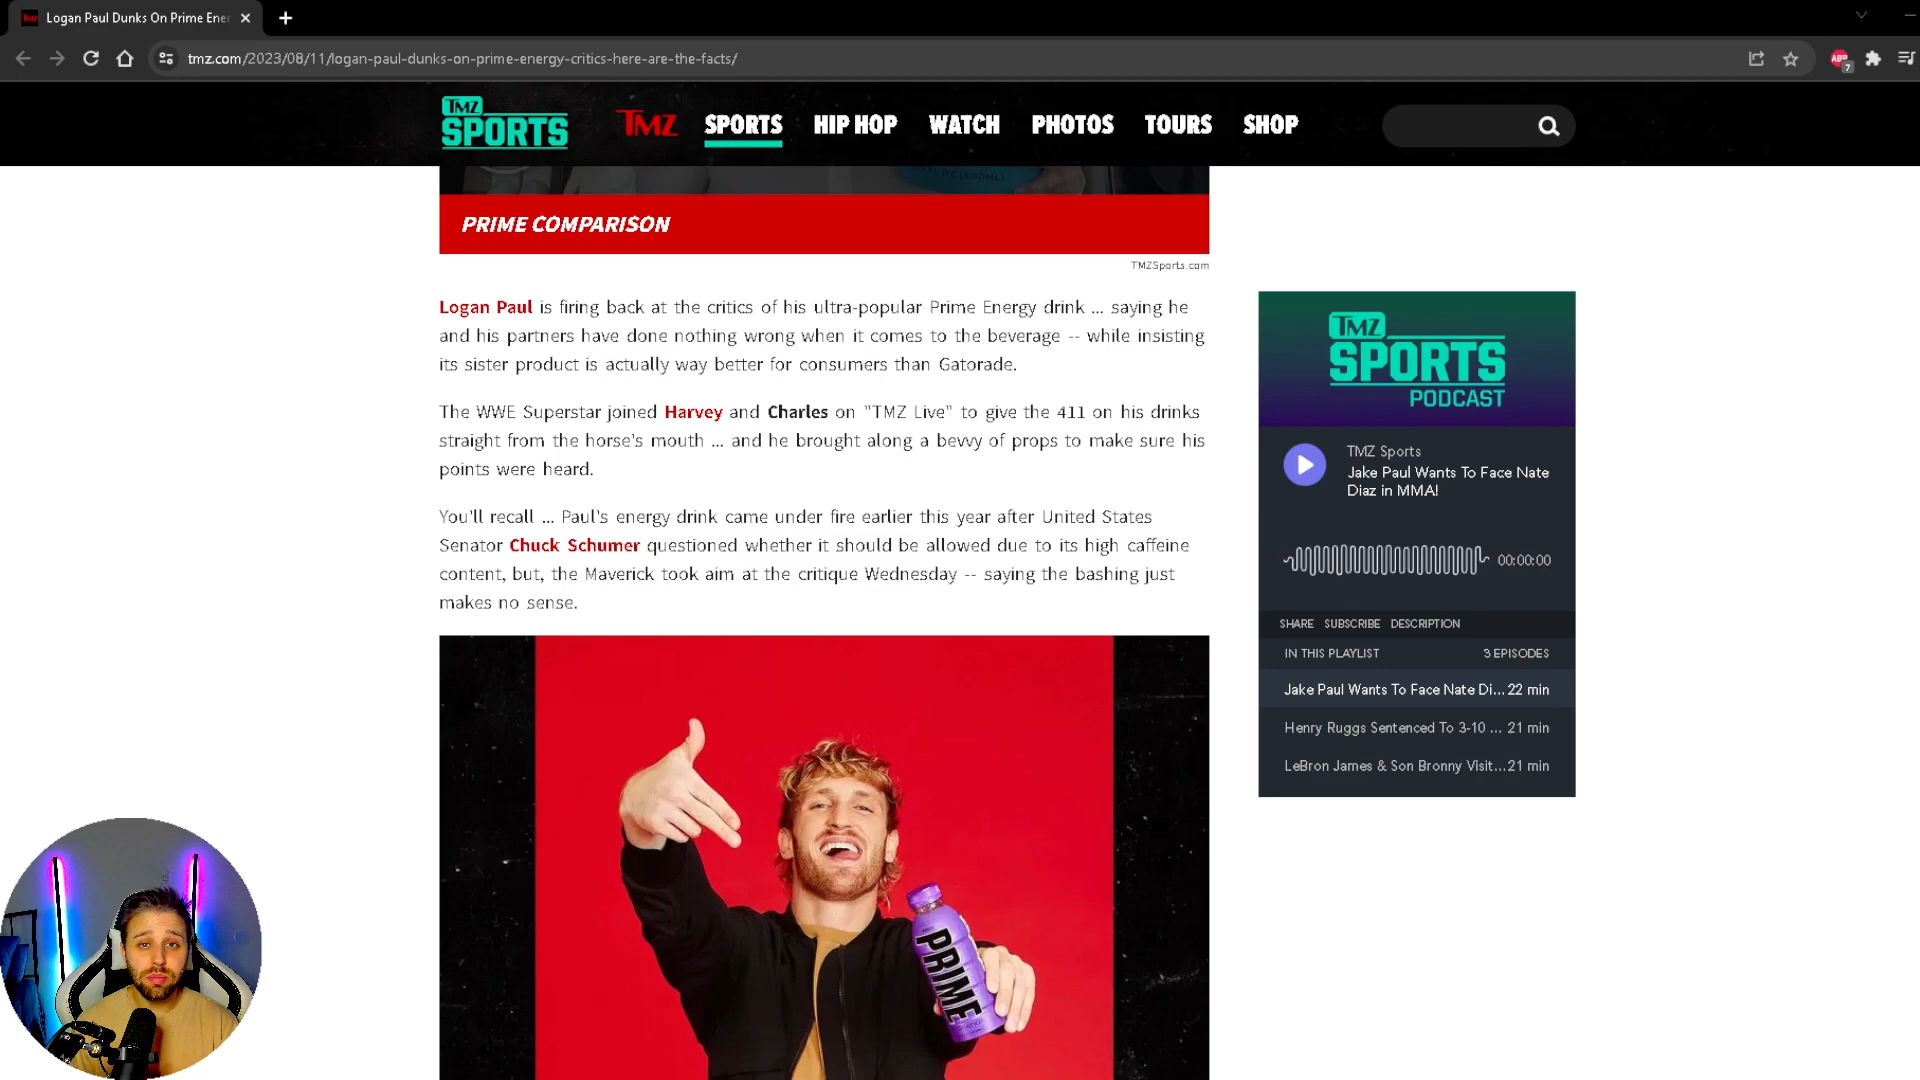 Logan Paul Dunks On Prime Ener
tmz.com/2023/08/11/logan-paul-dunks-on-prime-energy-critics-here-are-the-facts/
ABP
7
TMZ
SPORTS
TMZ
SPORTS
HIP HOP
WATCH
PHOTOS
TOURS
SHOP
PRIME COMPARISON
TMZSports.com
Logan Paul is firing back at the critics of his ultra-popular Prime Energy drink ... saying he
and his partners have done nothing wrong when it comes to the beverage -- while insisting
its sister product is actually way better for consumers than Gatorade.
The WWE Superstar joined Harvey and Charles on "TMZ Live" to give the 411 on his drinks
straight from the horse's mouth ... and he brought along a bevvy of props to make sure his
points were heard.
You'll recall ... Paul's energy drink came under fire earlier this year after United States
Senator Chuck Schumer questioned whether it should be allowed due to its high caffeine
content, but, the Maverick took aim at the critique Wednesday -- saying the bashing just
makes no sense.
PRIME
TMZ
SPORTS
PODCAST
TMZ Sports
Jake Paul Wants To Face Nate
Diaz in MMA!
00:00:00
SHARE SUBSCRIBE DESCRIPTION
IN THIS PLAYLIST 3 EPISODES
Jake Paul Wants To Face Nate Di... 22 min
Henry Ruggs Sentenced To 3-10 ... 21 min
LeBron James & Son Bronny Visit... 21 min